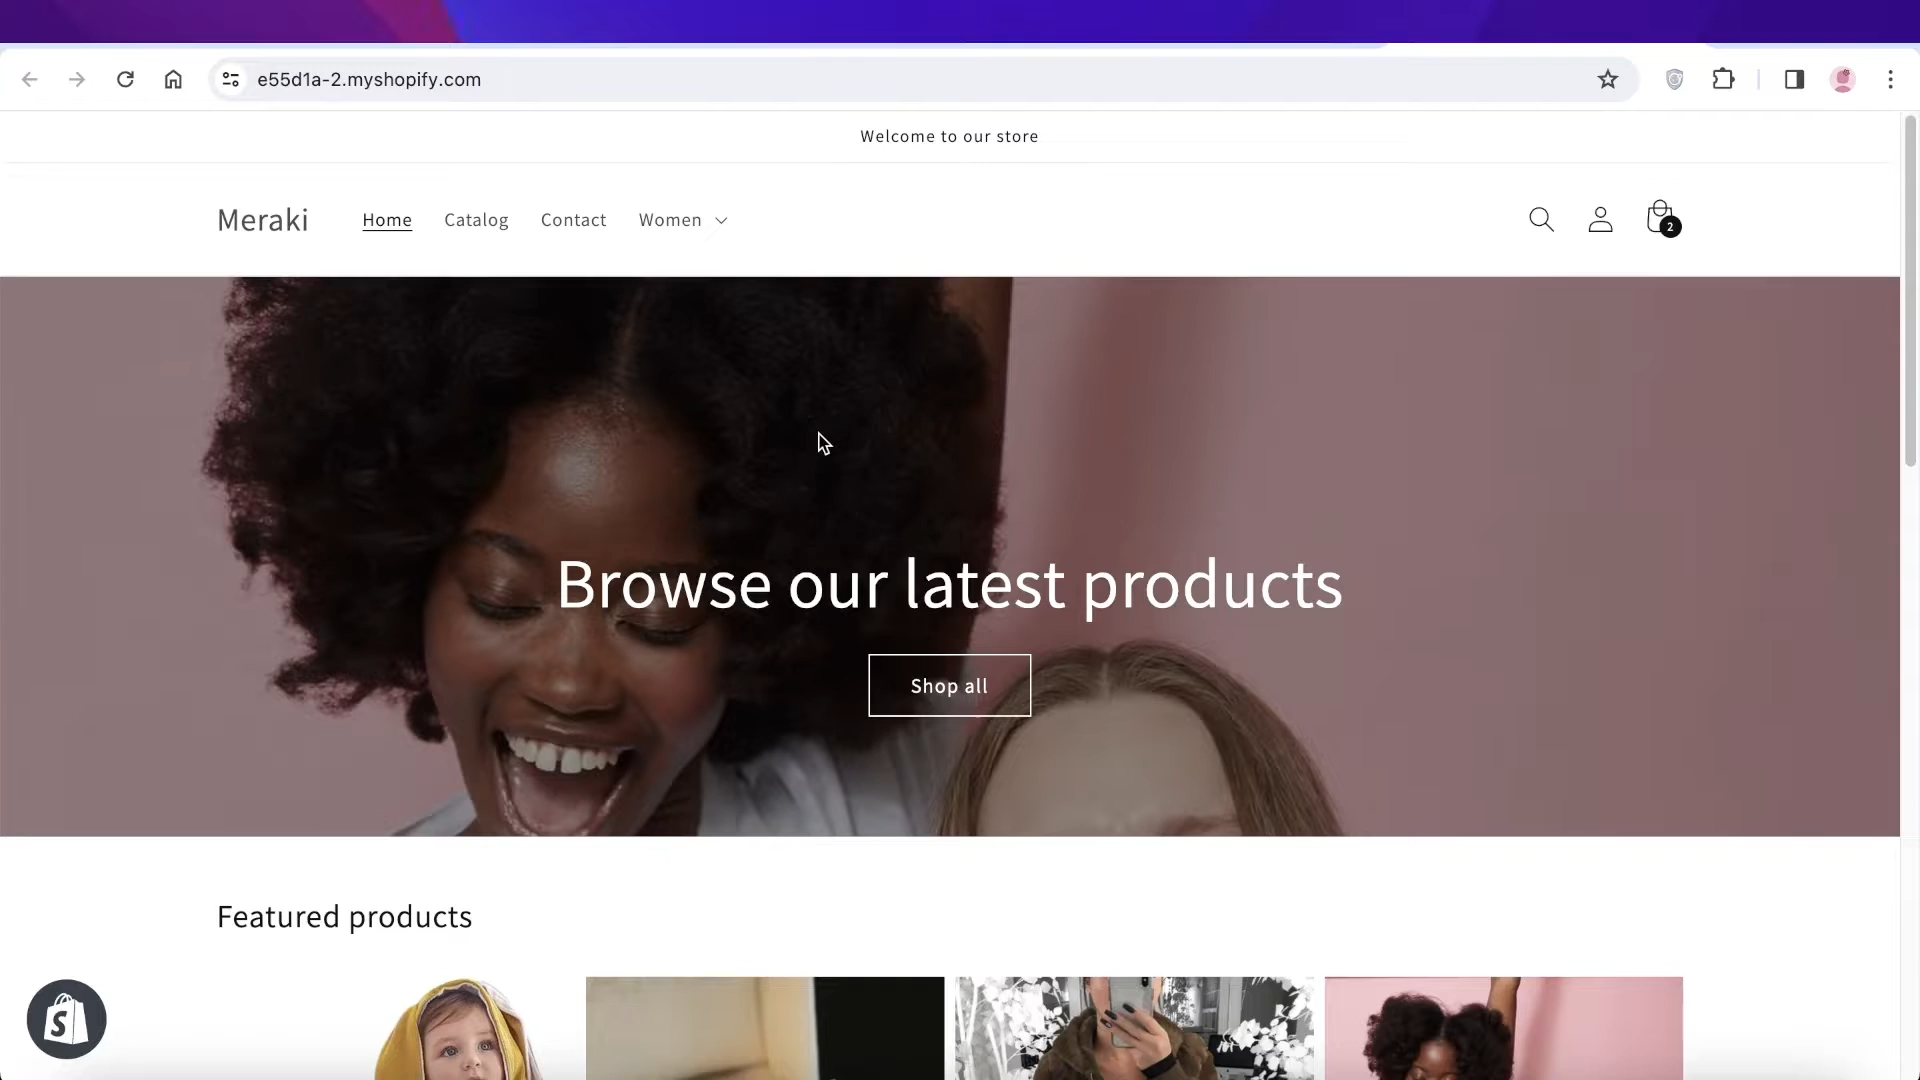 e55d1a-2.myshopify.com
Welcome to our store
Meraki Home Catalog Contact Women
2
Browse our latest products
Shop all
Featured products
S